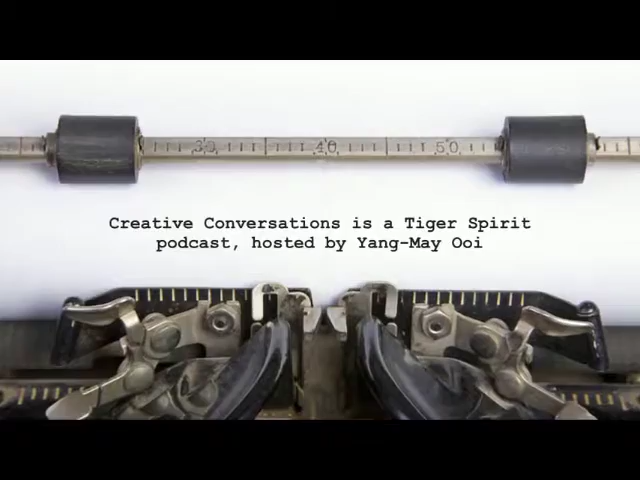 30 40 50
Creative Conversations is a Tiger Spirit
podcast, hosted by Yang-May Ooi